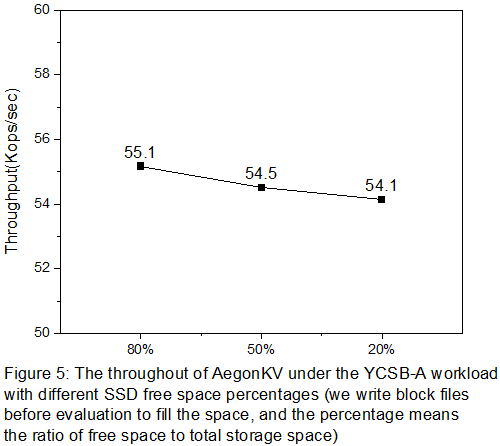 60
58
56
54
52
50
Throughput(Kops/sec)
55.1
54.5
54.1
80%
50%
20%
Figure 5: The throughout of AegonKV under the YCSB-A workload
with different SSD free space percentages (we write block files
before evaluation to fill the space, and the percentage means
the ratio of free space to total storage space)